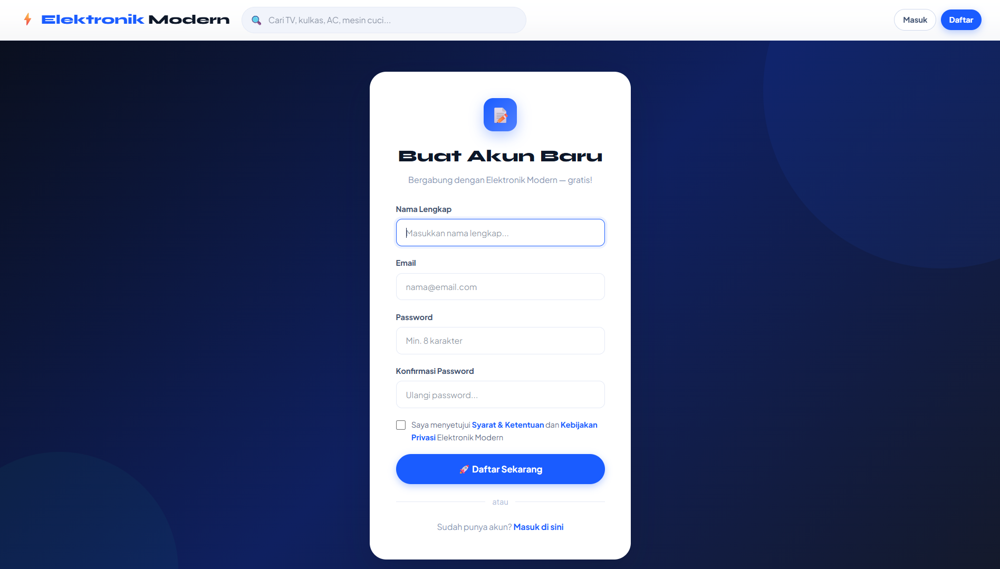 Elektronik Modern
Cari TV, kulkas, AC, mesin cuci...
Masuk
Daftar
Buat Akun Baru
Bergabung dengan Elektronik Modern — gratis!
Nama Lengkap
Masukkan nama lengkap...
Email
nama@email.com
Password
Min. 8 karakter
Konfirmasi Password
Ulangi password...
Saya menyetujui Syarat & Ketentuan dan Kebijakan
Privasi Elektronik Modern
🚀 Daftar Sekarang
atau
Sudah punya akun? Masuk di sini